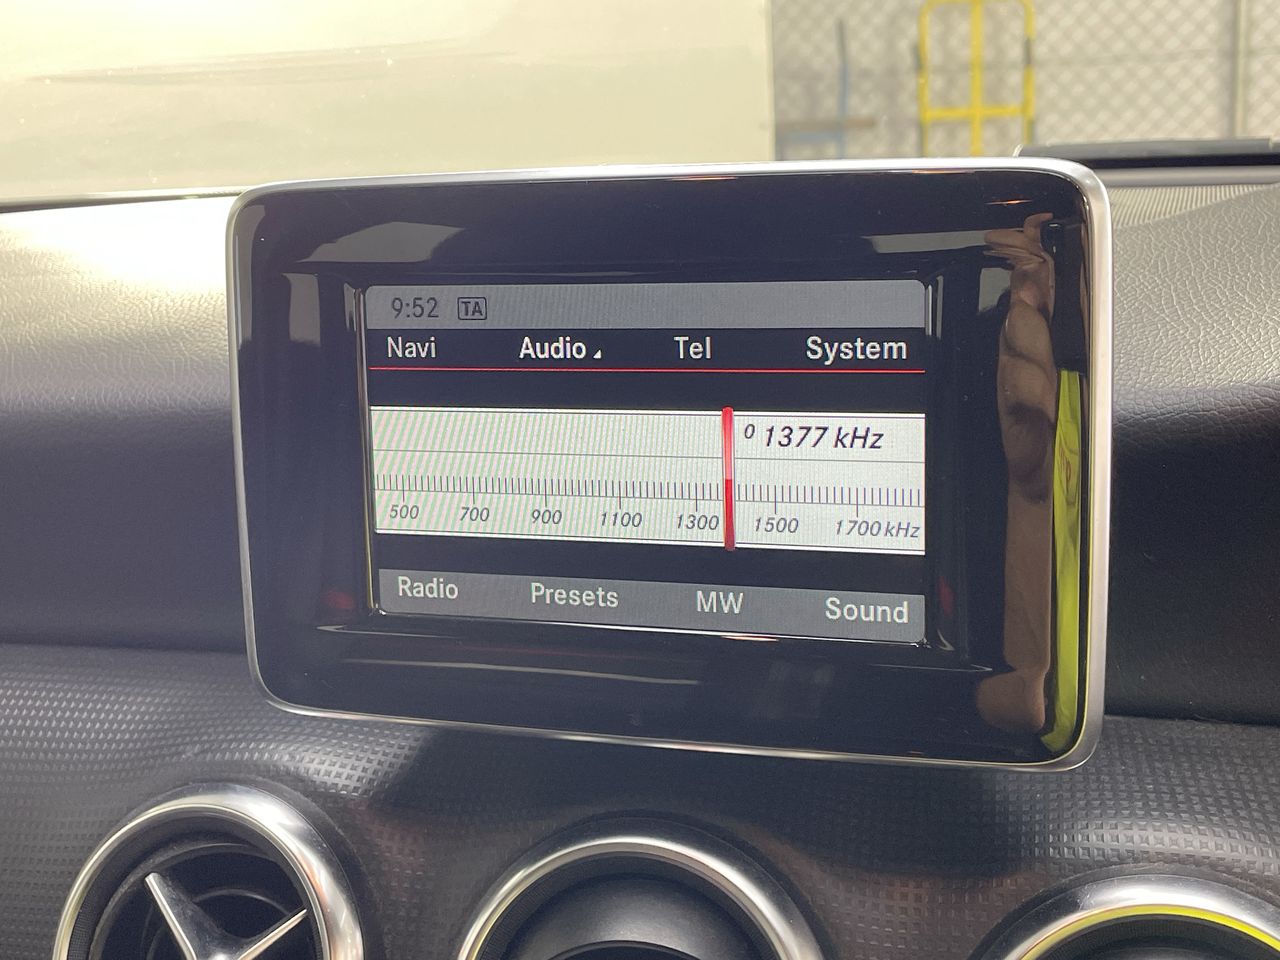 9:52 TA
Navi Audio Tel System
0 1377 kHz
500 700 900 1100 1300 1500 1700 kHz
Radio Presets MW Sound